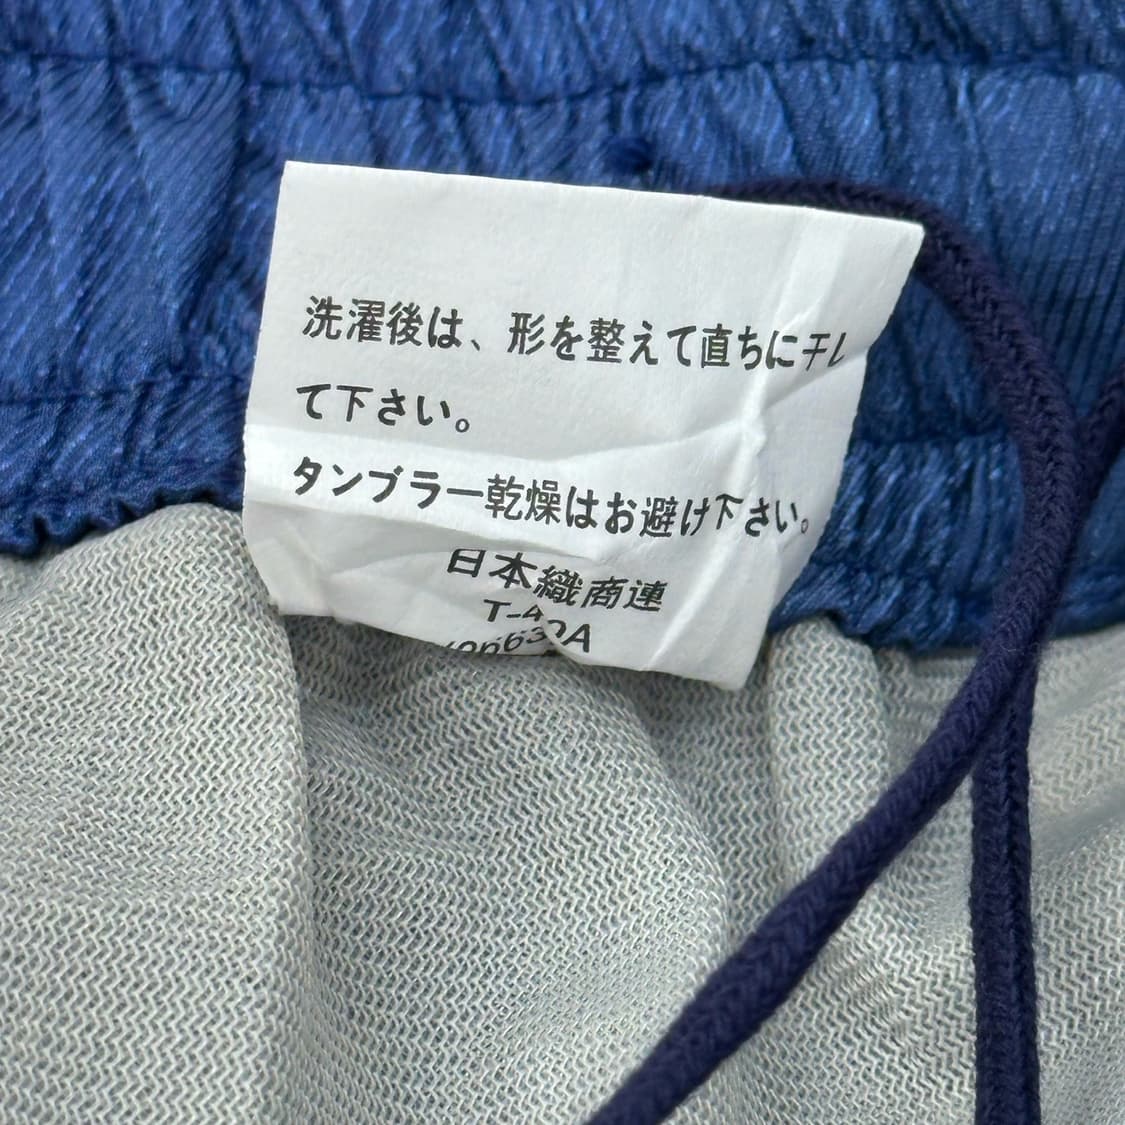 洗濯後は、形を整えて直ちに干し
て下さい。
タンブラー乾燥はお避け下さい。
日本織商連